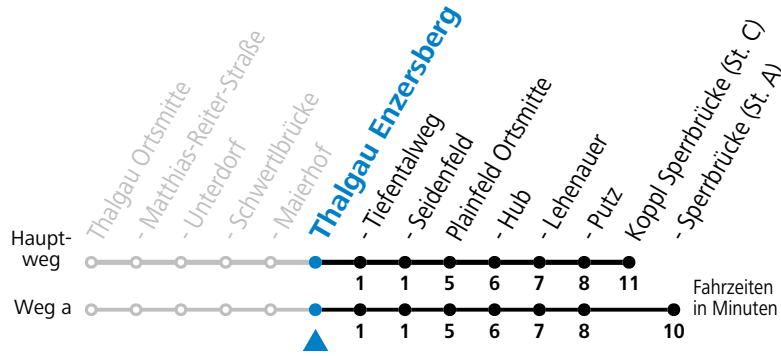 Thalgau Ortsmitte
- Matthias-Reiter-Straße
- Unterdorf
- Schwertlbrücke
- Maierhof
Thalgau Enzersberg
- Tiefentalweg
- Seidenfeld
Plainfeld Ortsmitte
- Hub
- Lehenauer
- Putz
Koppl Sperrbrücke (St. C)
- Sperrbrücke (St. A)
Haupt-
weg
1 1 5 6 7 8 11
Weg a
1 1 5 6 7 8 10
Fahrzeiten
in Minuten